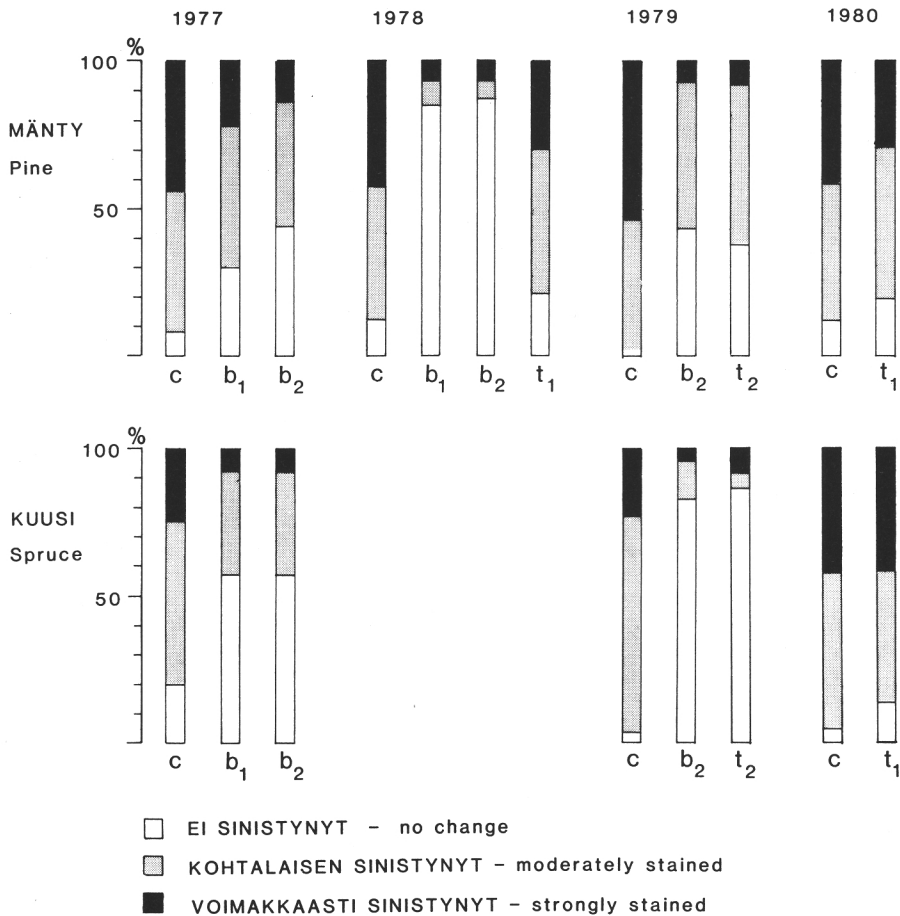 1977 1978 1979 1980
%
100
MÄNTY
Pine
50
c b₁ b₂ c b₁ b₂ t₁ c b₂ t₂ c t₁
%
100
KUUSI
Spruce
50
c b₁ b₂ c b₂ t₂ c t₁
EI SINISTYNYT – no change
KOHTALAISEN SINISTYNYT – moderately stained
VOIMAKKAASTI SINISTYNYT – strongly stained